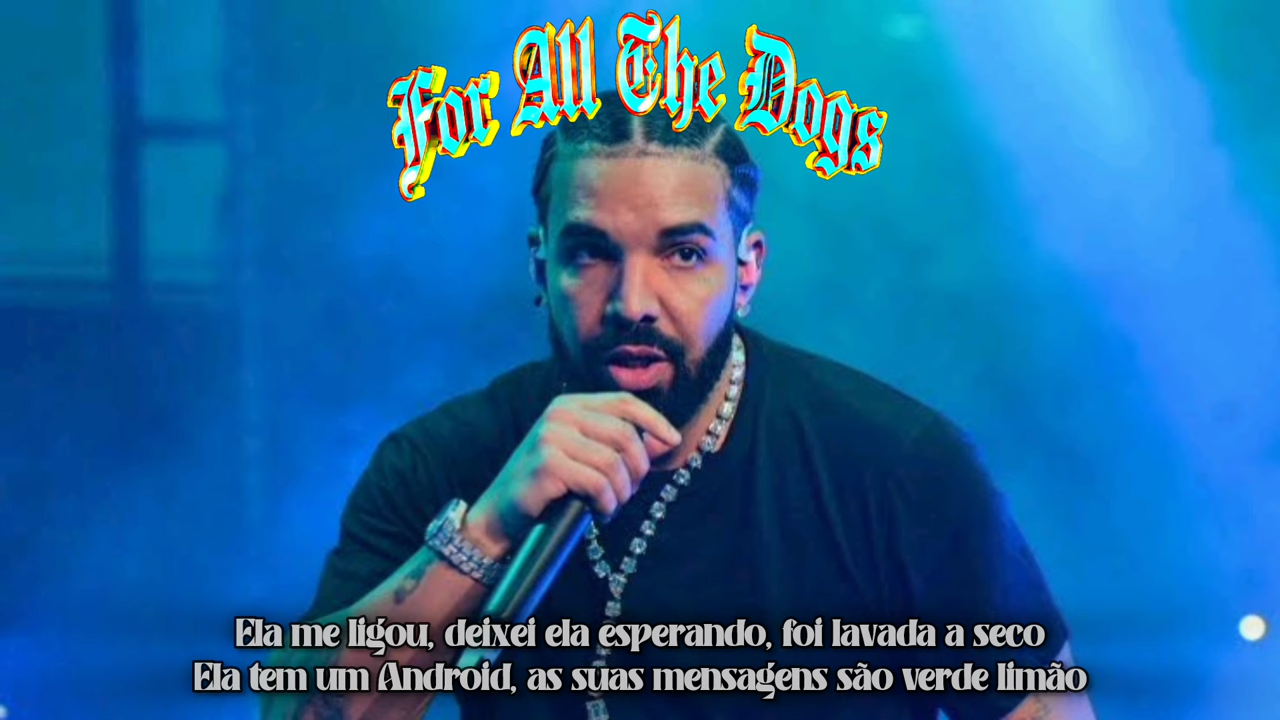 For All The Dogs
Ela me ligou, deixei ela esperando, foi lavada a seco
Ela tem um Android, as suas mensagens são verde limão